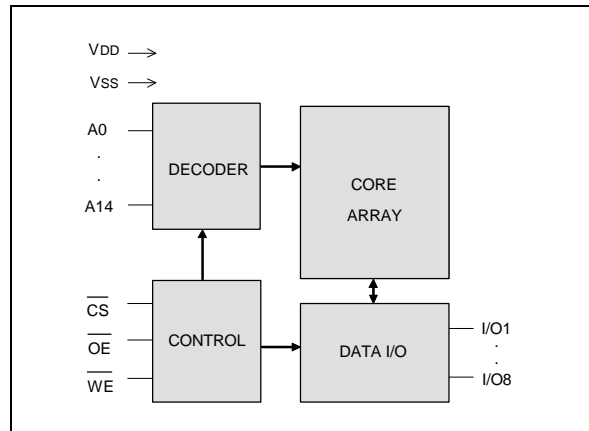 VDD
VSS
A0
.
.
A14
DECODER
CORE
ARRAY
CS
OE
WE
CONTROL
DATA I/O
I/O1
.
.
I/O8